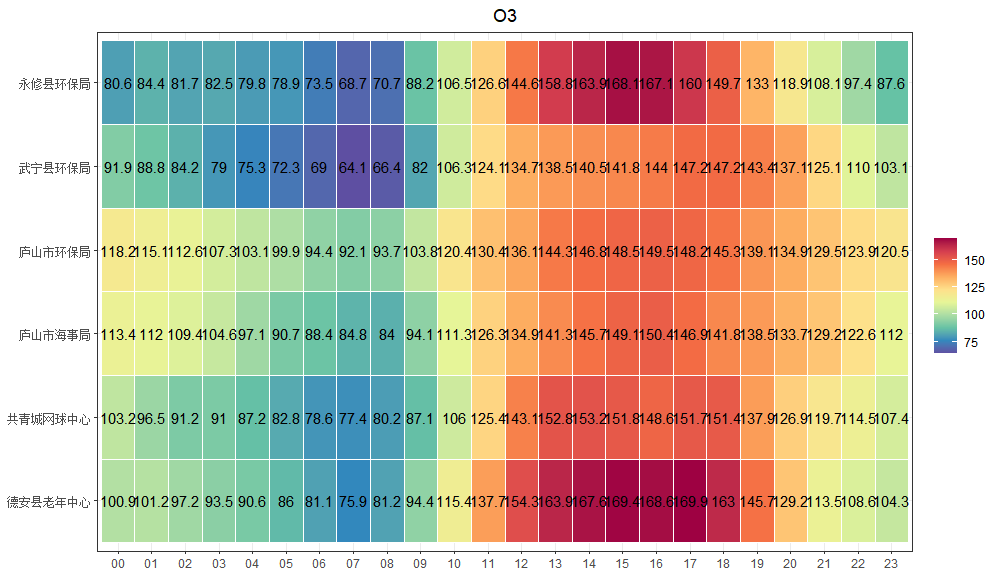 O3
永修县环保局 80.6 84.4 81.7 82.5 79.8 78.9 73.5 68.7 70.7 88.2 106.5 126.6 144.6 158.8 163.9 168.1 167.1 160 149.7 133 118.9 108.1 97.4 87.6
武宁县环保局 91.9 88.8 84.2 79 75.3 72.3 69 64.1 66.4 82 106.3 124.1 134.7 138.5 140.5 141.8 144 147.2 147.2 143.4 137.1 125.1 110 103.1
庐山市环保局 118.2 115.1 112.6 107.3 103.1 99.9 94.4 92.1 93.7 103.8 120.4 130.4 136.1 144.3 146.8 148.5 149.5 148.2 145.3 139.1 134.9 129.5 123.9 120.5
庐山市海事局 113.4 112 109.4 104.6 97.1 90.7 88.4 84.8 84 94.1 111.3 126.3 134.9 141.3 145.7 149.1 150.4 146.9 141.8 138.5 133.7 129.2 122.6 112
共青城网球中心 103.2 96.5 91.2 91 87.2 82.8 78.6 77.4 80.2 87.1 106 125.4 143.1 152.8 153.2 151.8 148.6 151.7 151.4 137.9 126.9 119.7 114.5 107.4
德安县老年中心 100.9 101.2 97.2 93.5 90.6 86 81.1 75.9 81.2 94.4 115.4 137.7 154.3 163.9 167.6 169.4 168.6 169.9 163 145.7 129.2 113.5 108.6 104.3
00 01 02 03 04 05 06 07 08 09 10 11 12 13 14 15 16 17 18 19 20 21 22 23
150
125
100
75